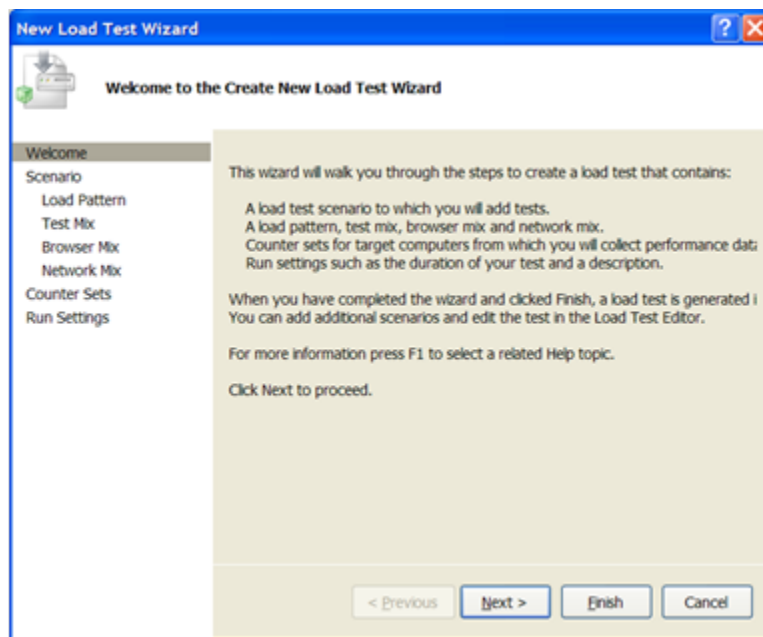 New Load Test Wizard
Welcome to the Create New Load Test Wizard
Welcome
Scenario
Load Pattern
Test Mix
Browser Mix
Network Mix
Counter Sets
Run Settings
This wizard will walk you through the steps to create a load test that contains:
A load test scenario to which you will add tests.
A load pattern, test mix, browser mix and network mix.
Counter sets for target computers from which you will collect performance data
Run settings such as the duration of your test and a description.
When you have completed the wizard and clicked Finish, a load test is generated i
You can add additional scenarios and edit the test in the Load Test Editor.
For more information press F1 to select a related Help topic.
Click Next to proceed.
< Previous
Next >
Finish
Cancel